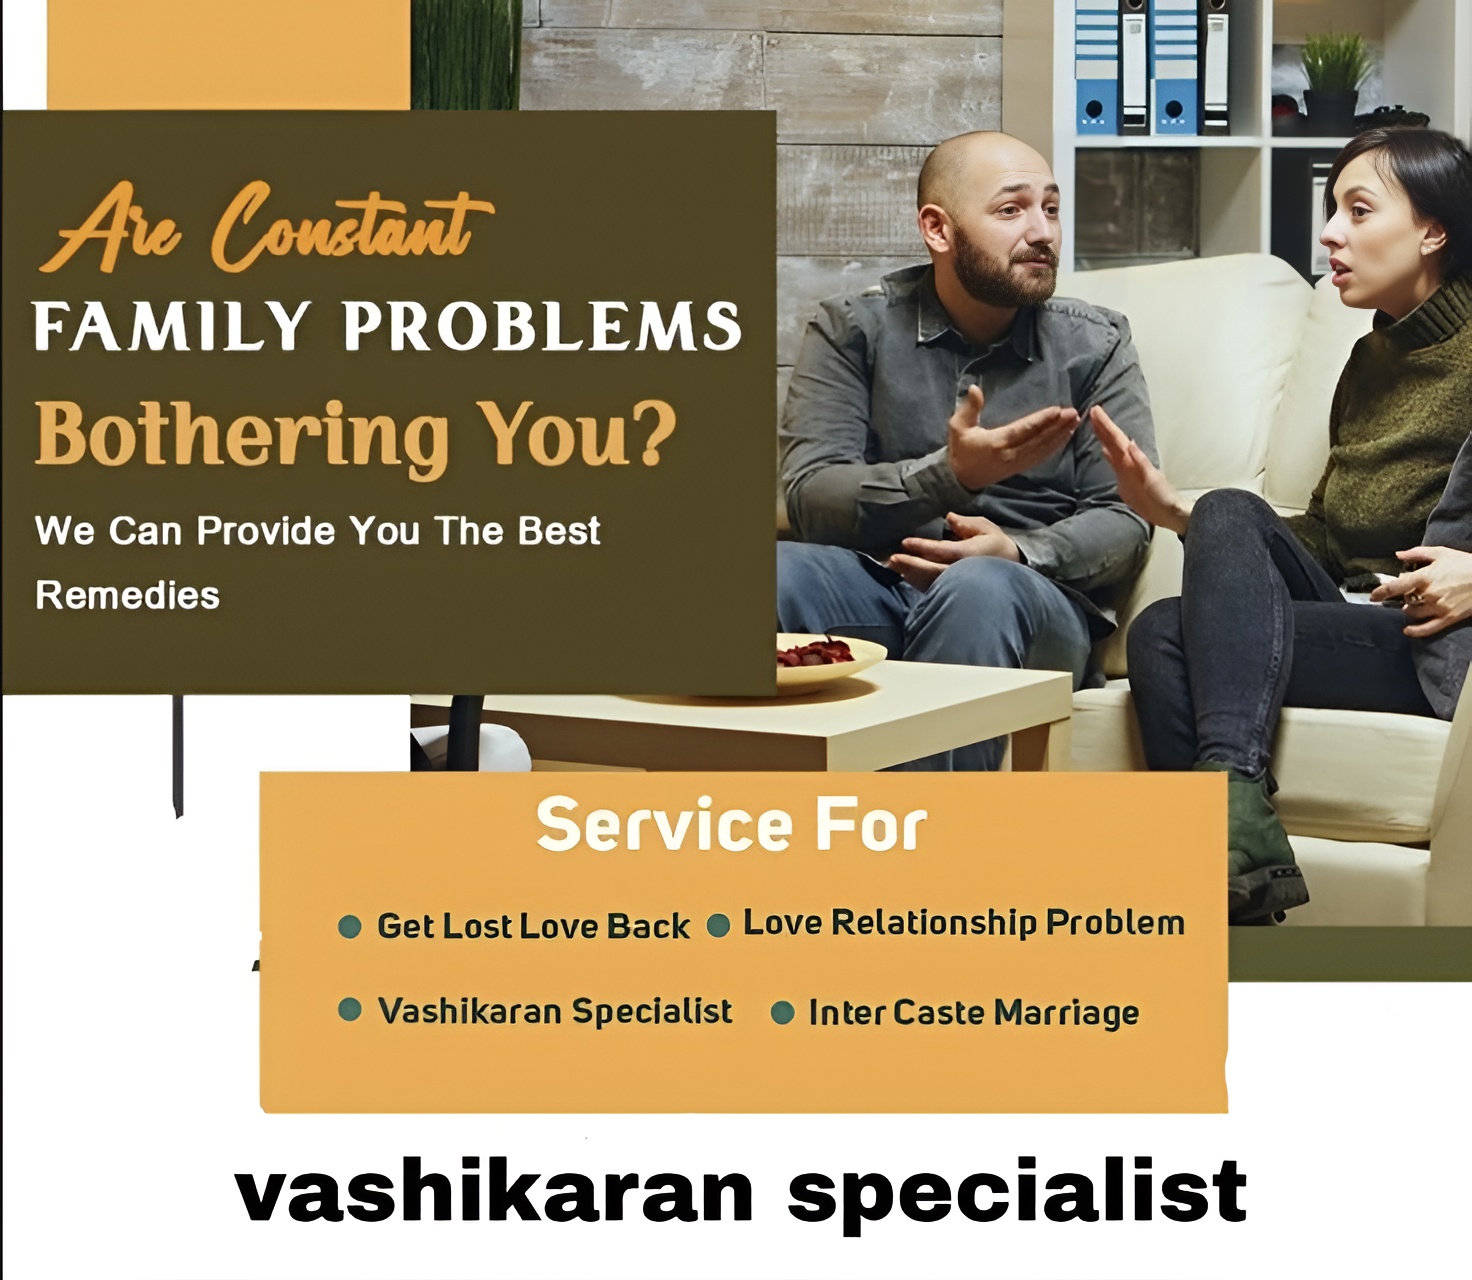 Are Constant
FAMILY PROBLEMS
Bothering You?
We Can Provide You The Best
Remedies
Service For
Get Lost Love Back
Love Relationship Problem
Vashikaran Specialist
Inter Caste Marriage
vashikaran specialist